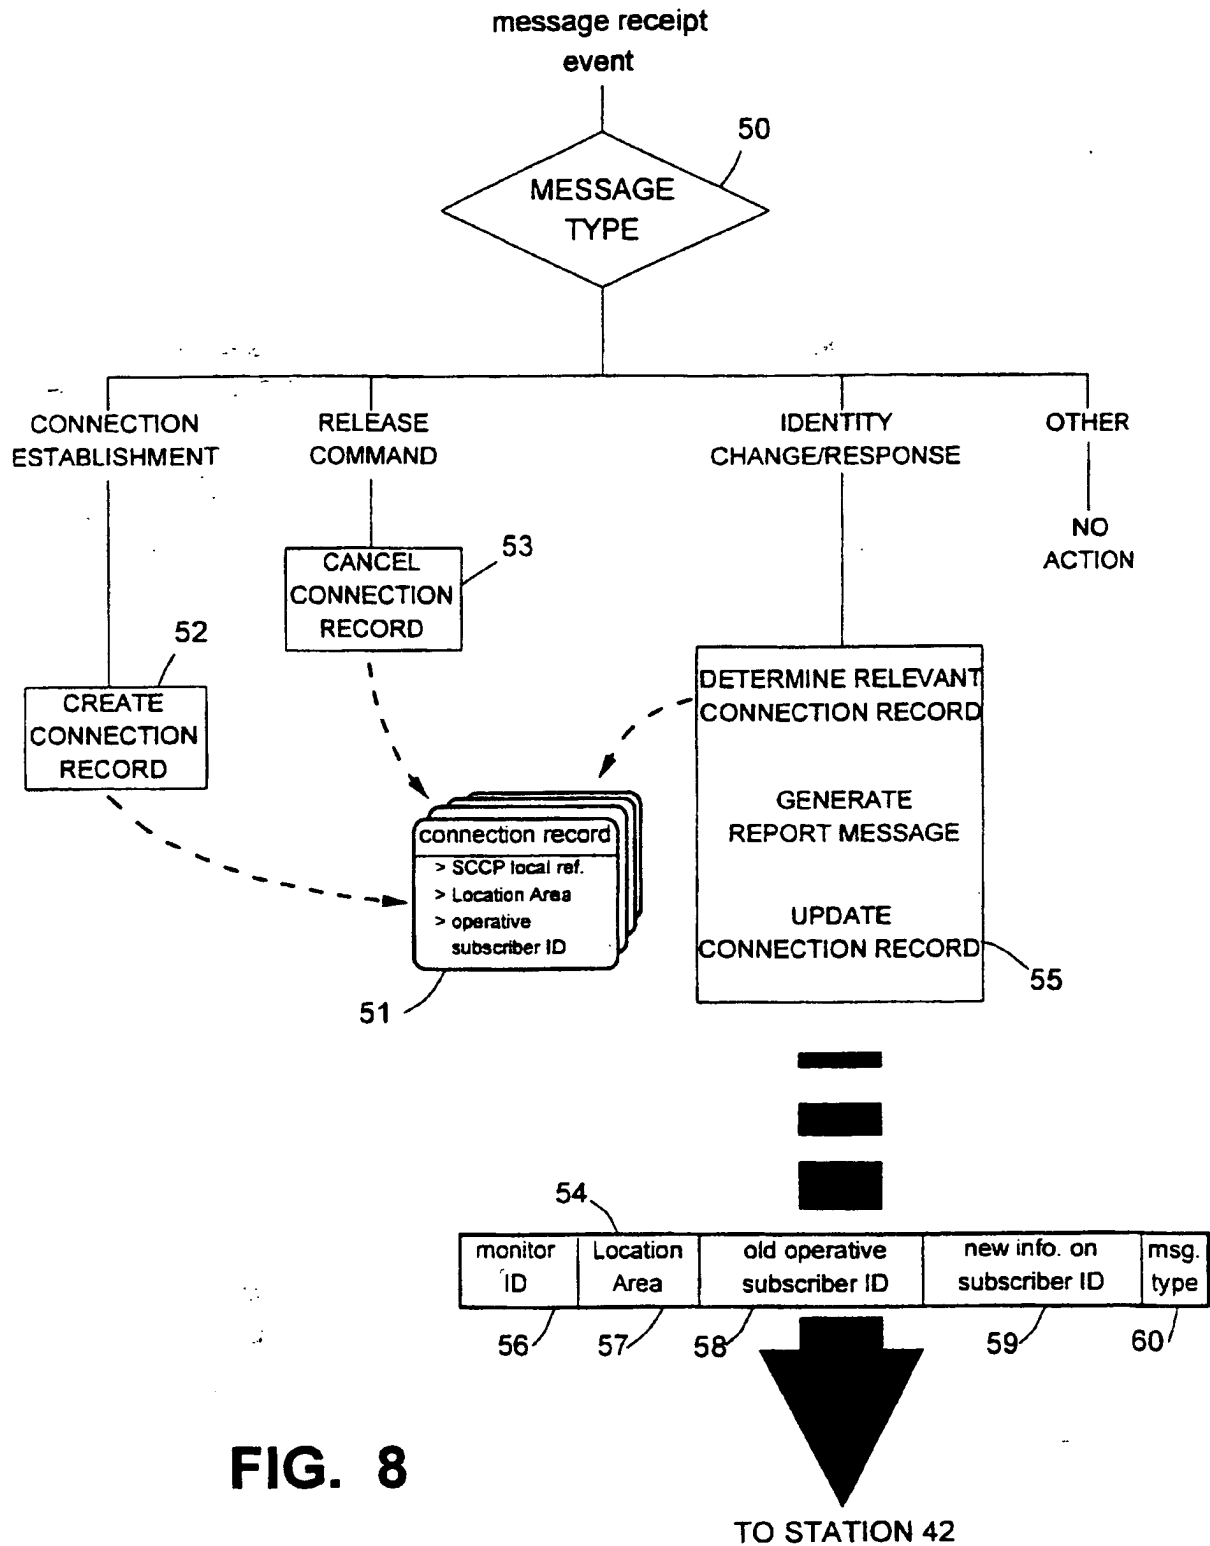 message receipt
event
50
MESSAGE
TYPE
CONNECTION
ESTABLISHMENT
RELEASE
COMMAND
IDENTITY
CHANGE/RESPONSE
OTHER
NO
ACTION
53
CANCEL
CONNECTION
RECORD
52
CREATE
CONNECTION
RECORD
DETERMINE RELEVANT
CONNECTION RECORD
GENERATE
REPORT MESSAGE
UPDATE
CONNECTION RECORD
55
connection record
> SCCP local ref.
> Location Area
> operative
subscriber ID
51
54
monitor
ID
Location
Area
old operative
subscriber ID
new info. on
subscriber ID
msg.
type
56
57
58
59
60
FIG. 8
TO STATION 42